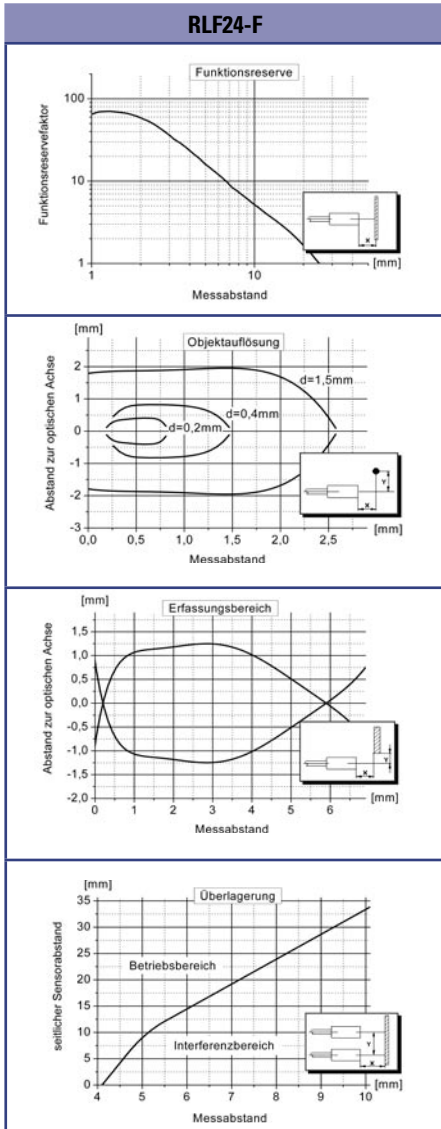 RLF24-F
Funktionsreserve
Funktionsreservefaktor
100
10
1
1
10
[mm]
Messabstand
x
[mm]
Objektauflösung
Abstand zur optischen Achse
2
1
0
-1
-2
-3
d=1,5mm
d=0,4mm
d=0,2mm
Y
x
0,0
0,5
1,0
1,5
2,0
2,5
[mm]
Messabstand
[mm]
Erfassungsbereich
Abstand zur optischen Achse
1,5
1,0
0,5
0,0
-0,5
-1,0
-1,5
-2,0
Y
x
0
1
2
3
4
5
6
[mm]
Messabstand
[mm]
Überlagerung
seitlicher Sensorabstand
35
30
25
20
15
10
5
0
Betriebsbereich
Interferenzbereich
Y
x
4
5
6
7
8
9
10
[mm]
Messabstand